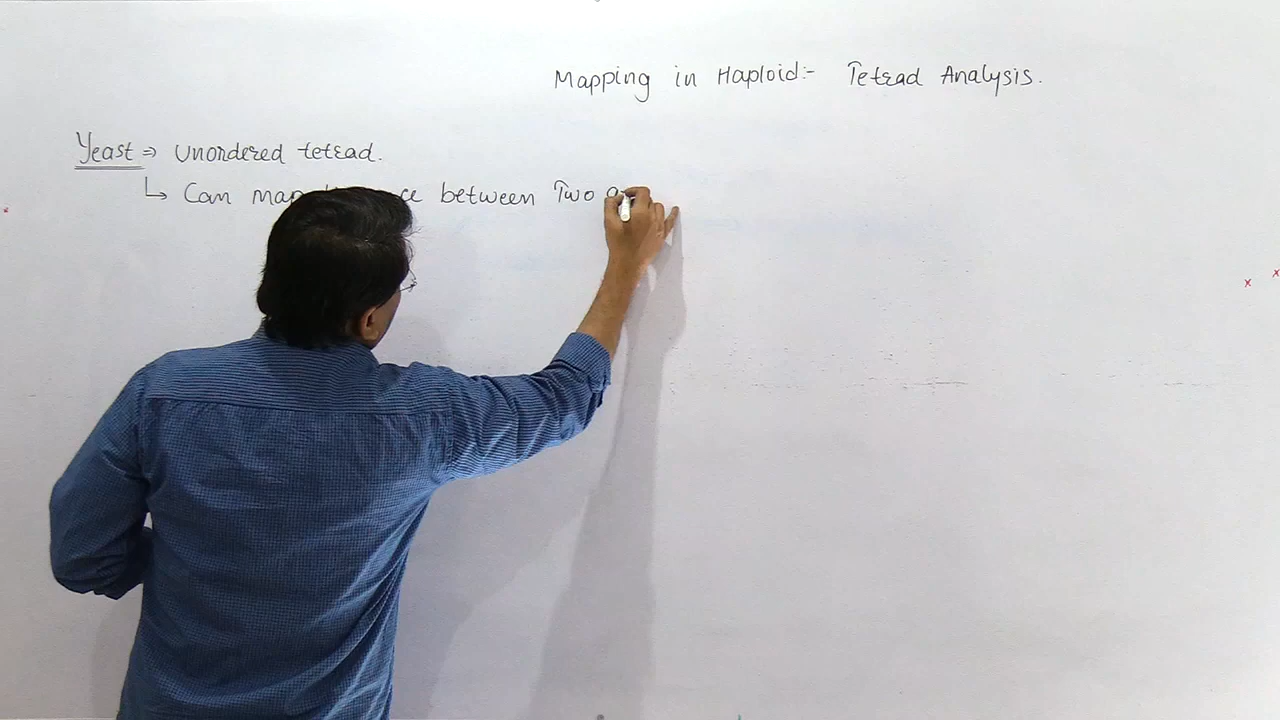 Mapping in Haploid:- Tetrad Analysis.
Yeast ⇒ Unordered tetrad.
↳ Can map between Two
x x